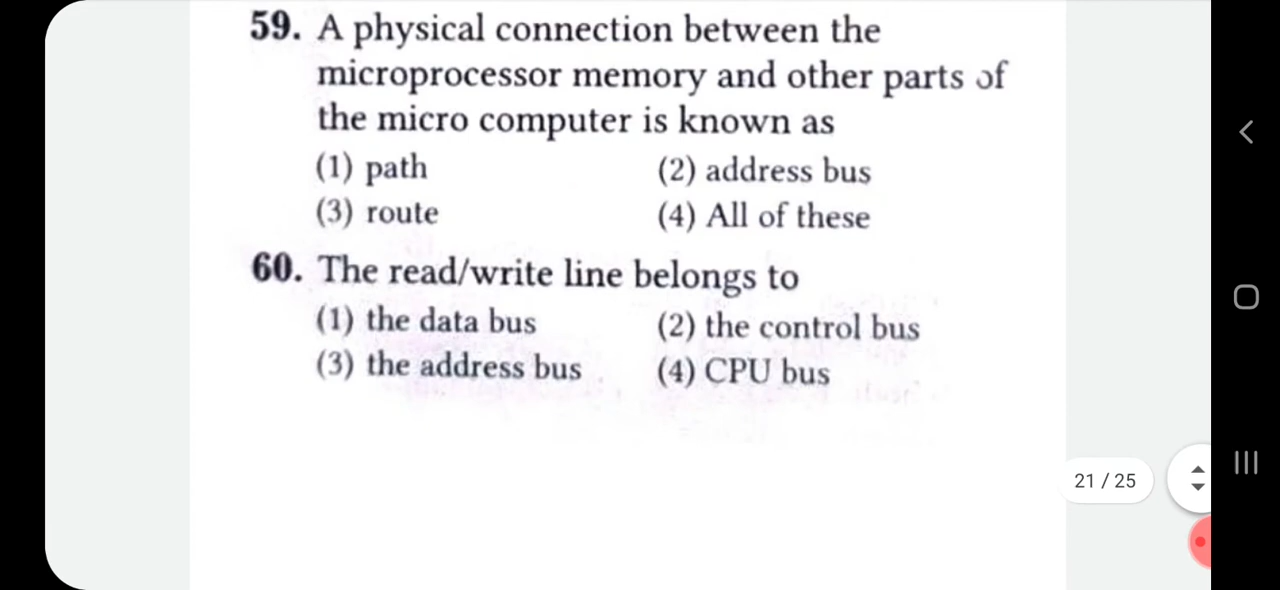 59. A physical connection between the
microprocessor memory and other parts of
the micro computer is known as
(1) path (2) address bus
(3) route (4) All of these
60. The read/write line belongs to
(1) the data bus (2) the control bus
(3) the address bus (4) CPU bus
21 / 25